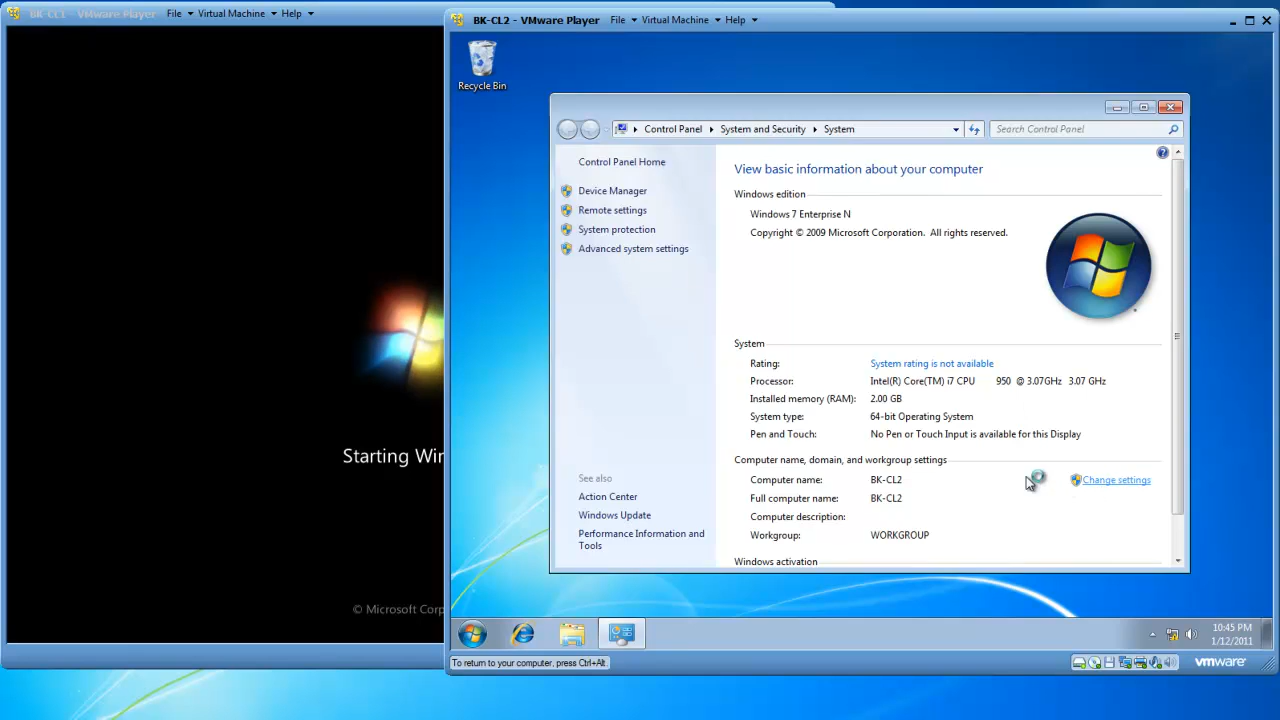 BK-CL1 - VMware Player File Virtual Machine Help
Starting Win
© Microsoft Corp
BK-CL2 - VMware Player File Virtual Machine Help
Recycle Bin
Control Panel System and Security System
Search Control Panel
Control Panel Home
Device Manager
Remote settings
System protection
Advanced system settings
See also
Action Center
Windows Update
Performance Information and
Tools
View basic information about your computer
Windows edition
Windows 7 Enterprise N
Copyright © 2009 Microsoft Corporation. All rights reserved.
System
Rating: System rating is not available
Processor: Intel(R) Core(TM) i7 CPU 950 @ 3.07GHz 3.07 GHz
Installed memory (RAM): 2.00 GB
System type: 64-bit Operating System
Pen and Touch: No Pen or Touch Input is available for this Display
Computer name, domain, and workgroup settings
Computer name: BK-CL2 Change settings
Full computer name: BK-CL2
Computer description:
Workgroup: WORKGROUP
Windows activation
10:45 PM
1/12/2011
To return to your computer, press Ctrl+Alt.
vmware